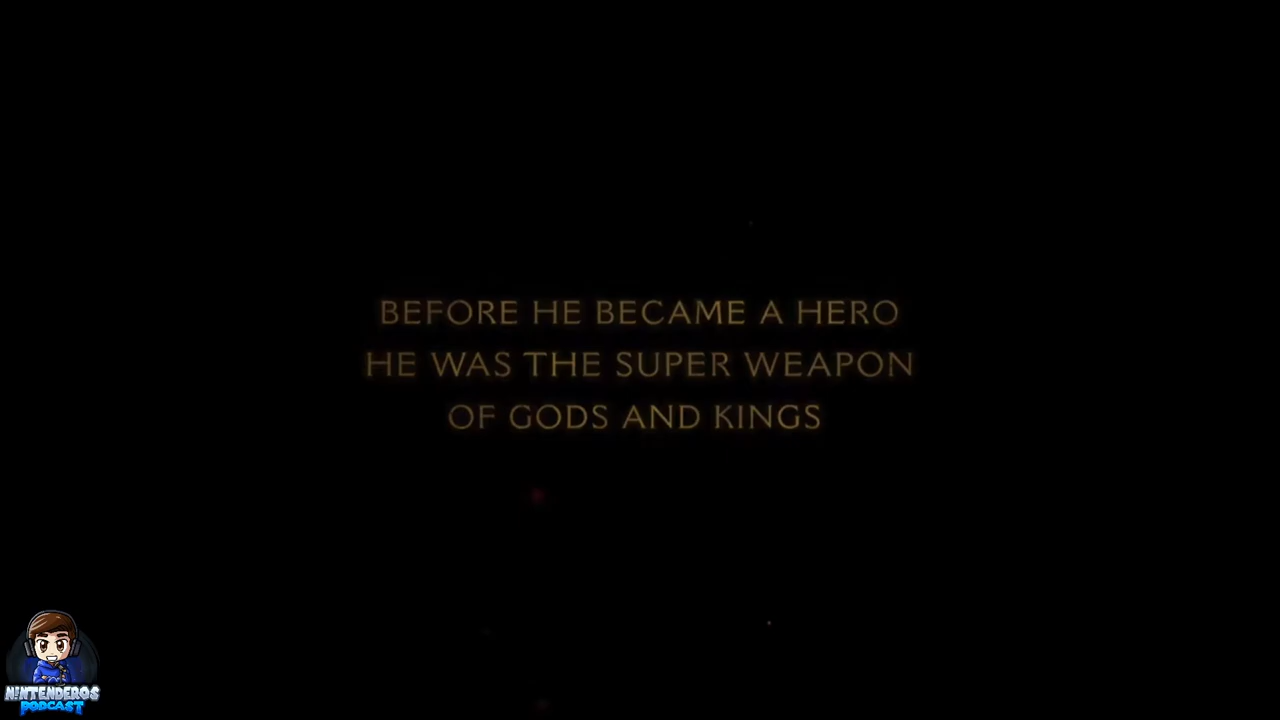 BEFORE HE BECAME A HERO
HE WAS THE SUPER WEAPON
OF GODS AND KINGS
NINTENDEROS
PODCAST